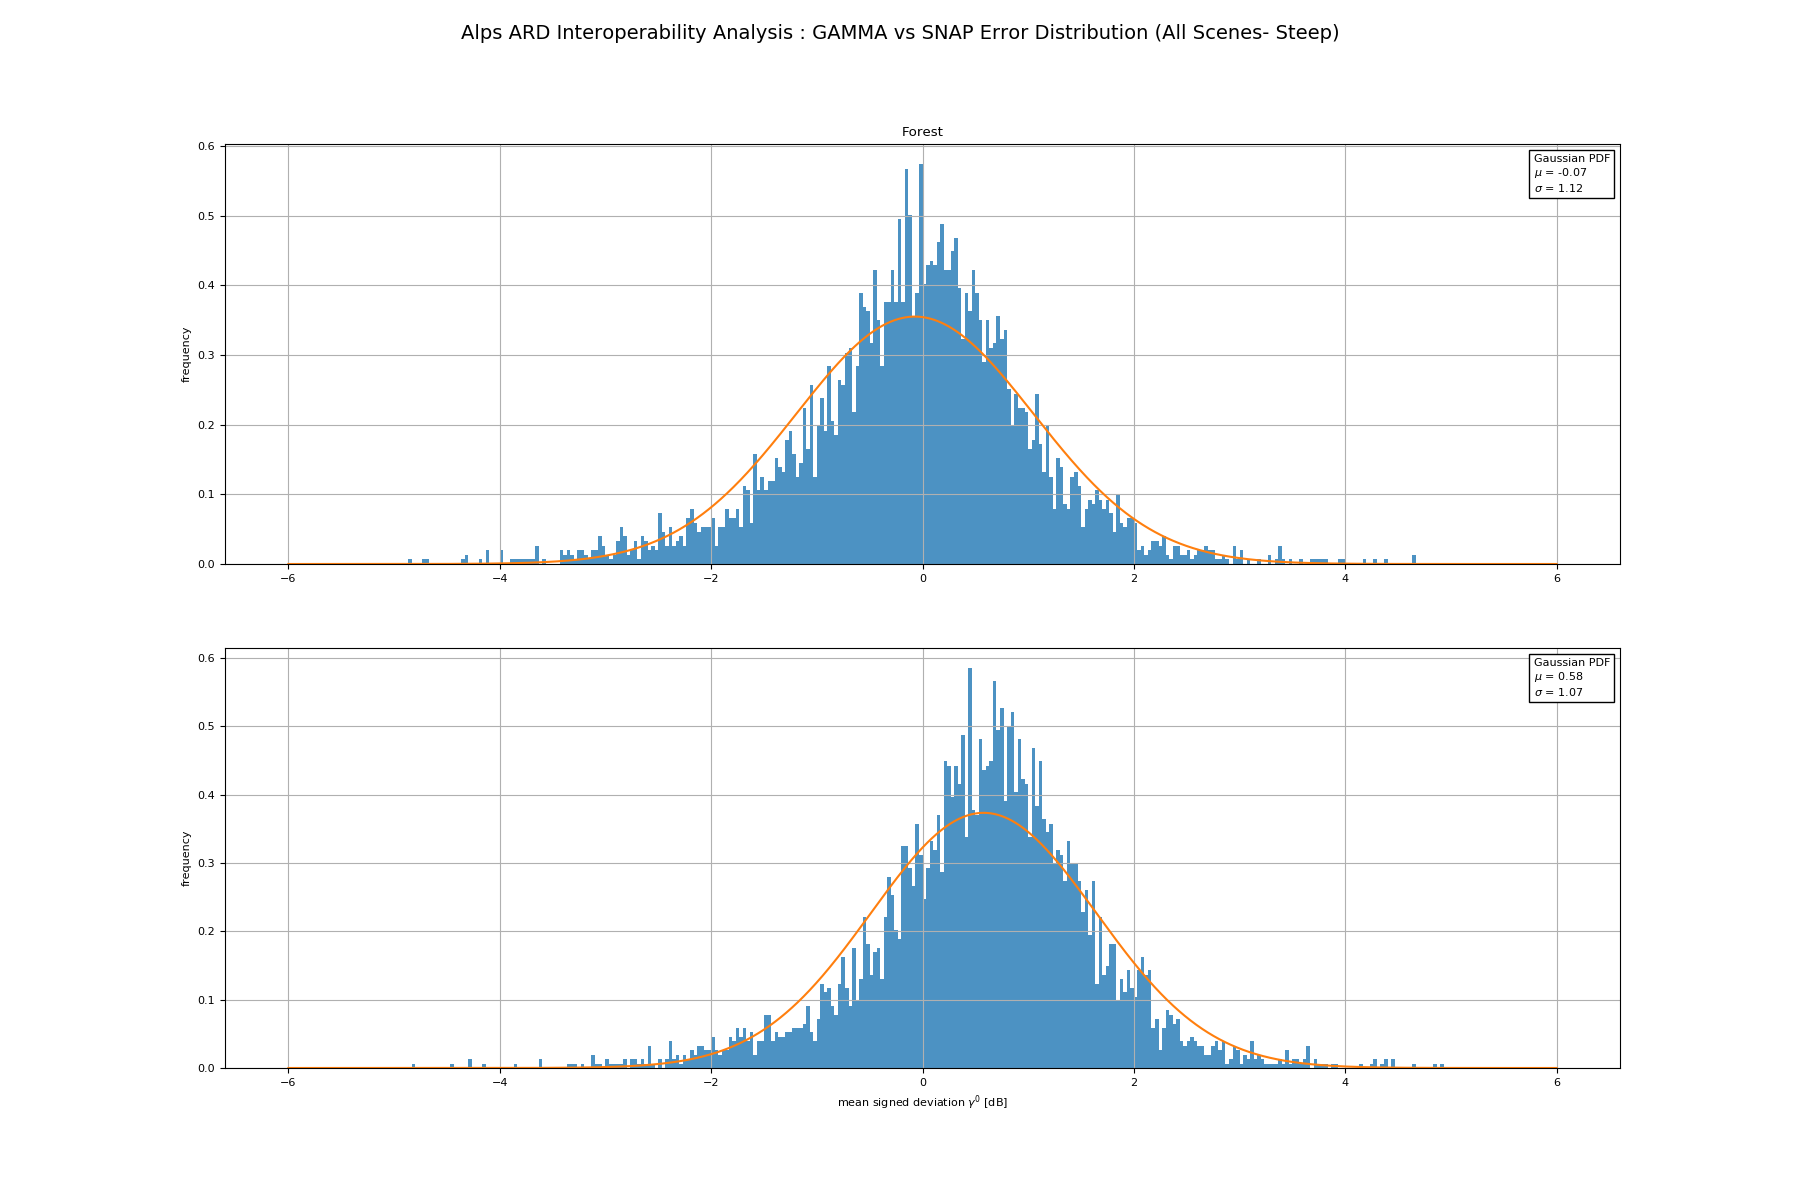 Alps ARD Interoperability Analysis : GAMMA vs SNAP Error Distribution (All Scenes- Steep)
Forest
Gaussian PDF
μ = -0.07
σ = 1.12
frequency
0.6
0.5
0.4
0.3
0.2
0.1
0.0
−6 −4 −2 0 2 4 6
Gaussian PDF
μ = 0.58
σ = 1.07
frequency
0.6
0.5
0.4
0.3
0.2
0.1
0.0
−6 −4 −2 0 2 4 6
mean signed deviation γ⁰ [dB]